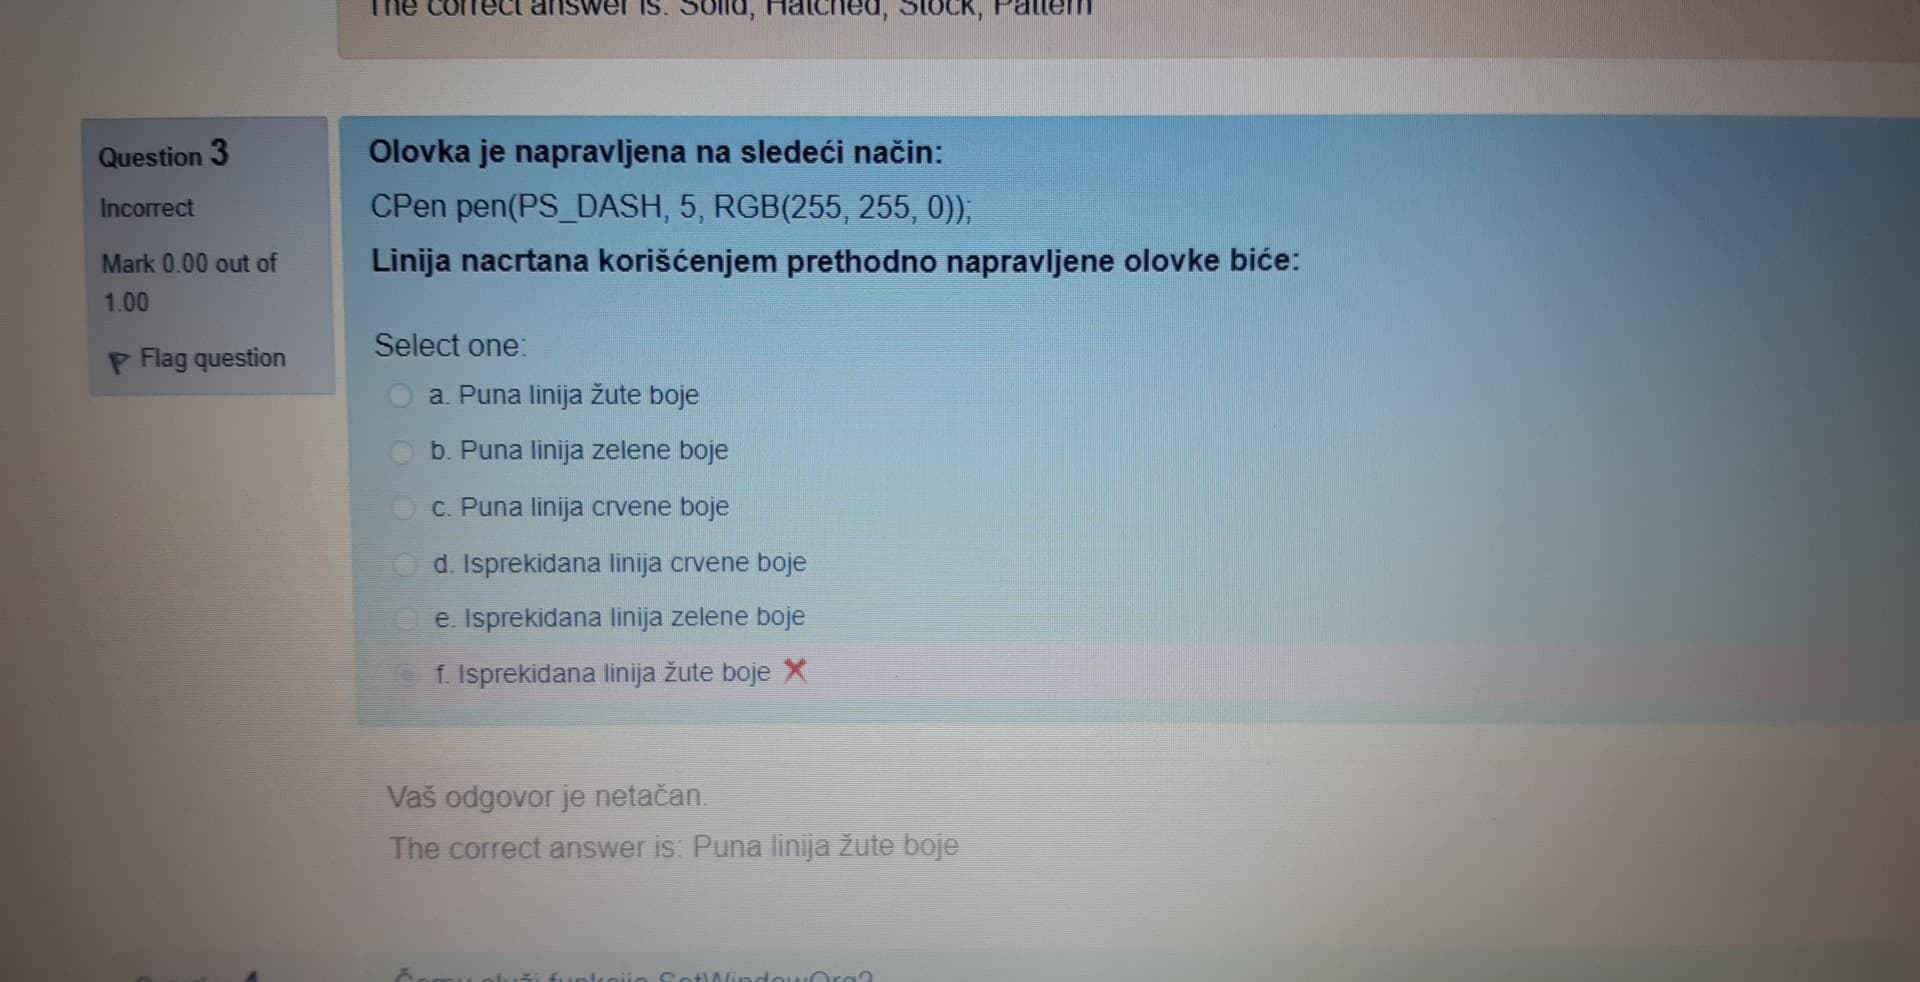 The correct answer is: Solid, Hatched, Stock, Pattern
Question 3
Incorrect
Mark 0.00 out of
1.00
Flag question
Olovka je napravljena na sledeći način:
CPen pen(PS_DASH, 5, RGB(255, 255, 0));
Linija nacrtana korišćenjem prethodno napravljene olovke biće:
Select one:
a. Puna linija žute boje
b. Puna linija zelene boje
c. Puna linija crvene boje
d. Isprekidana linija crvene boje
e. Isprekidana linija zelene boje
f. Isprekidana linija žute boje
Vaš odgovor je netačan.
The correct answer is: Puna linija žute boje
Čemu služi funkcija SetWindowOrg?